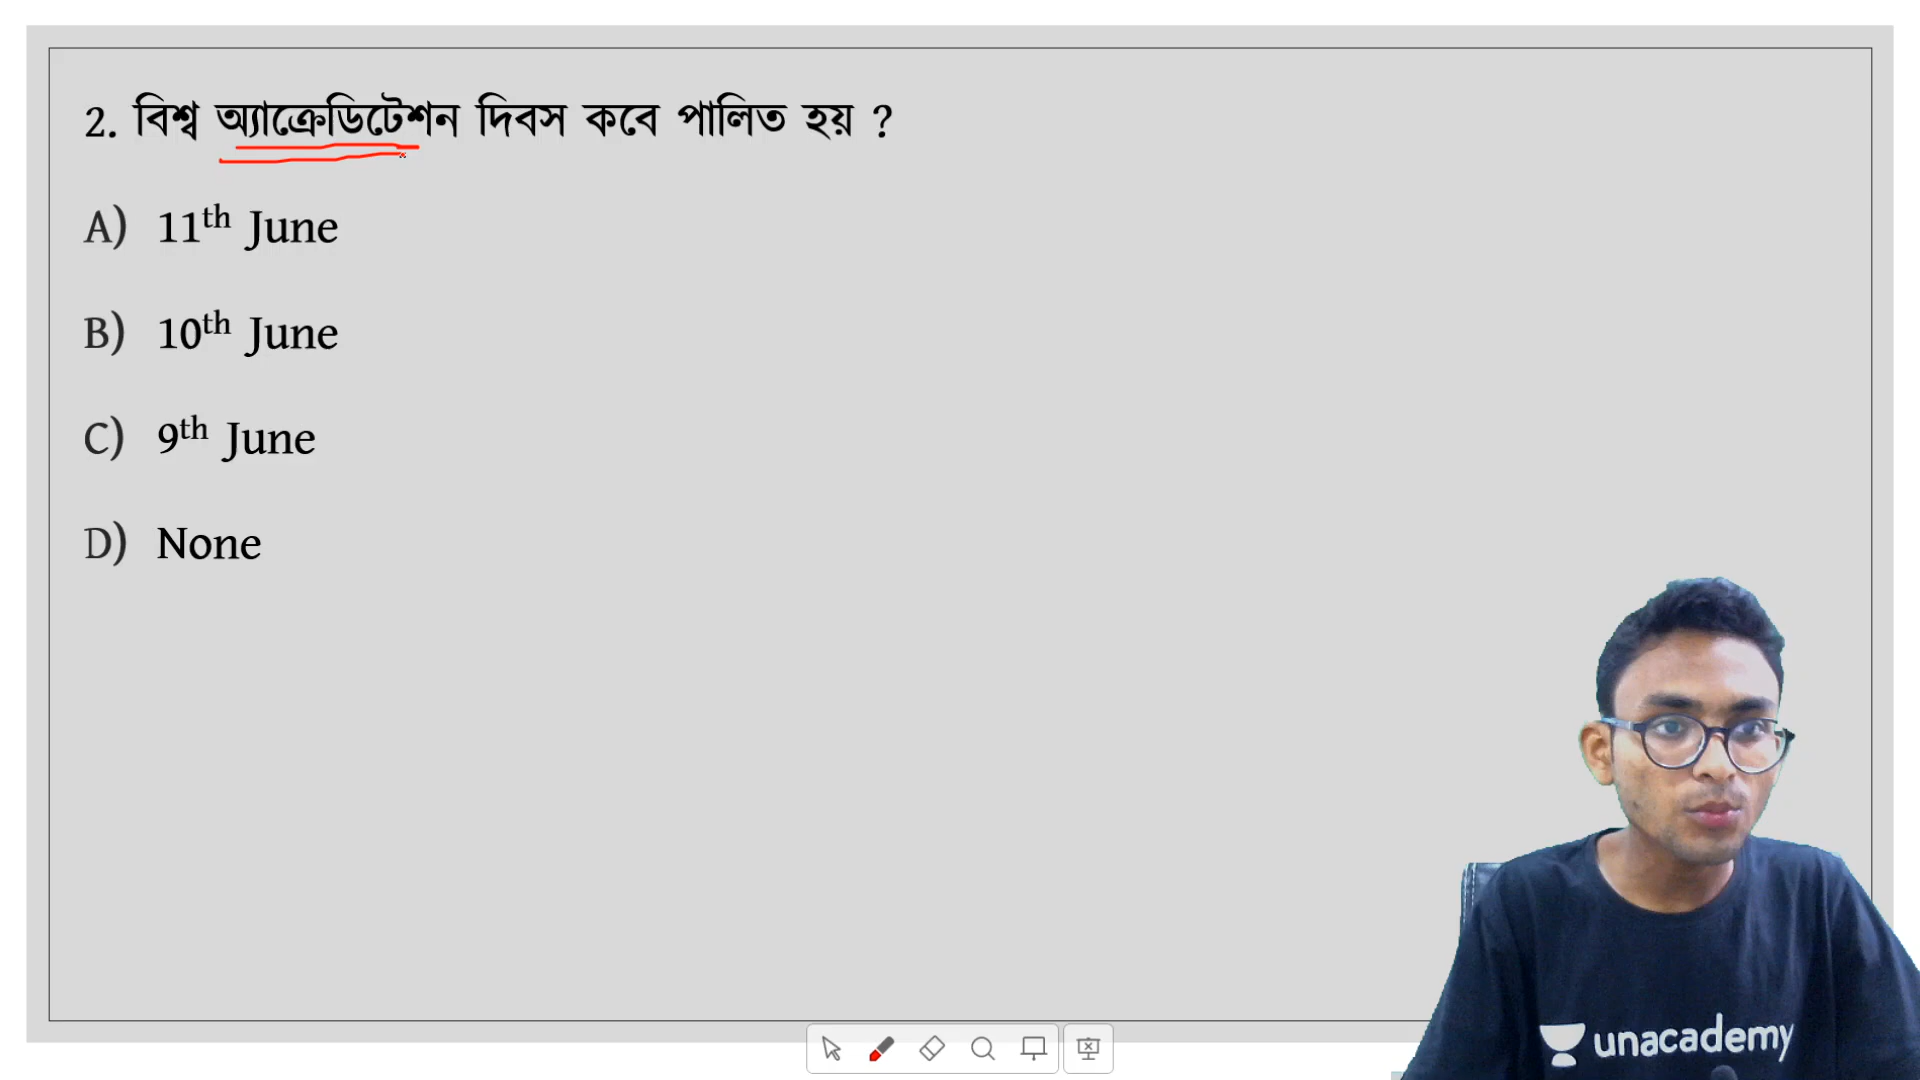 2. বিশ্ব অ্যাক্রেডিটেশন দিবস কবে পালিত হয় ?
A) 11th June
B) 10th June
C) 9th June
D) None
unacademy